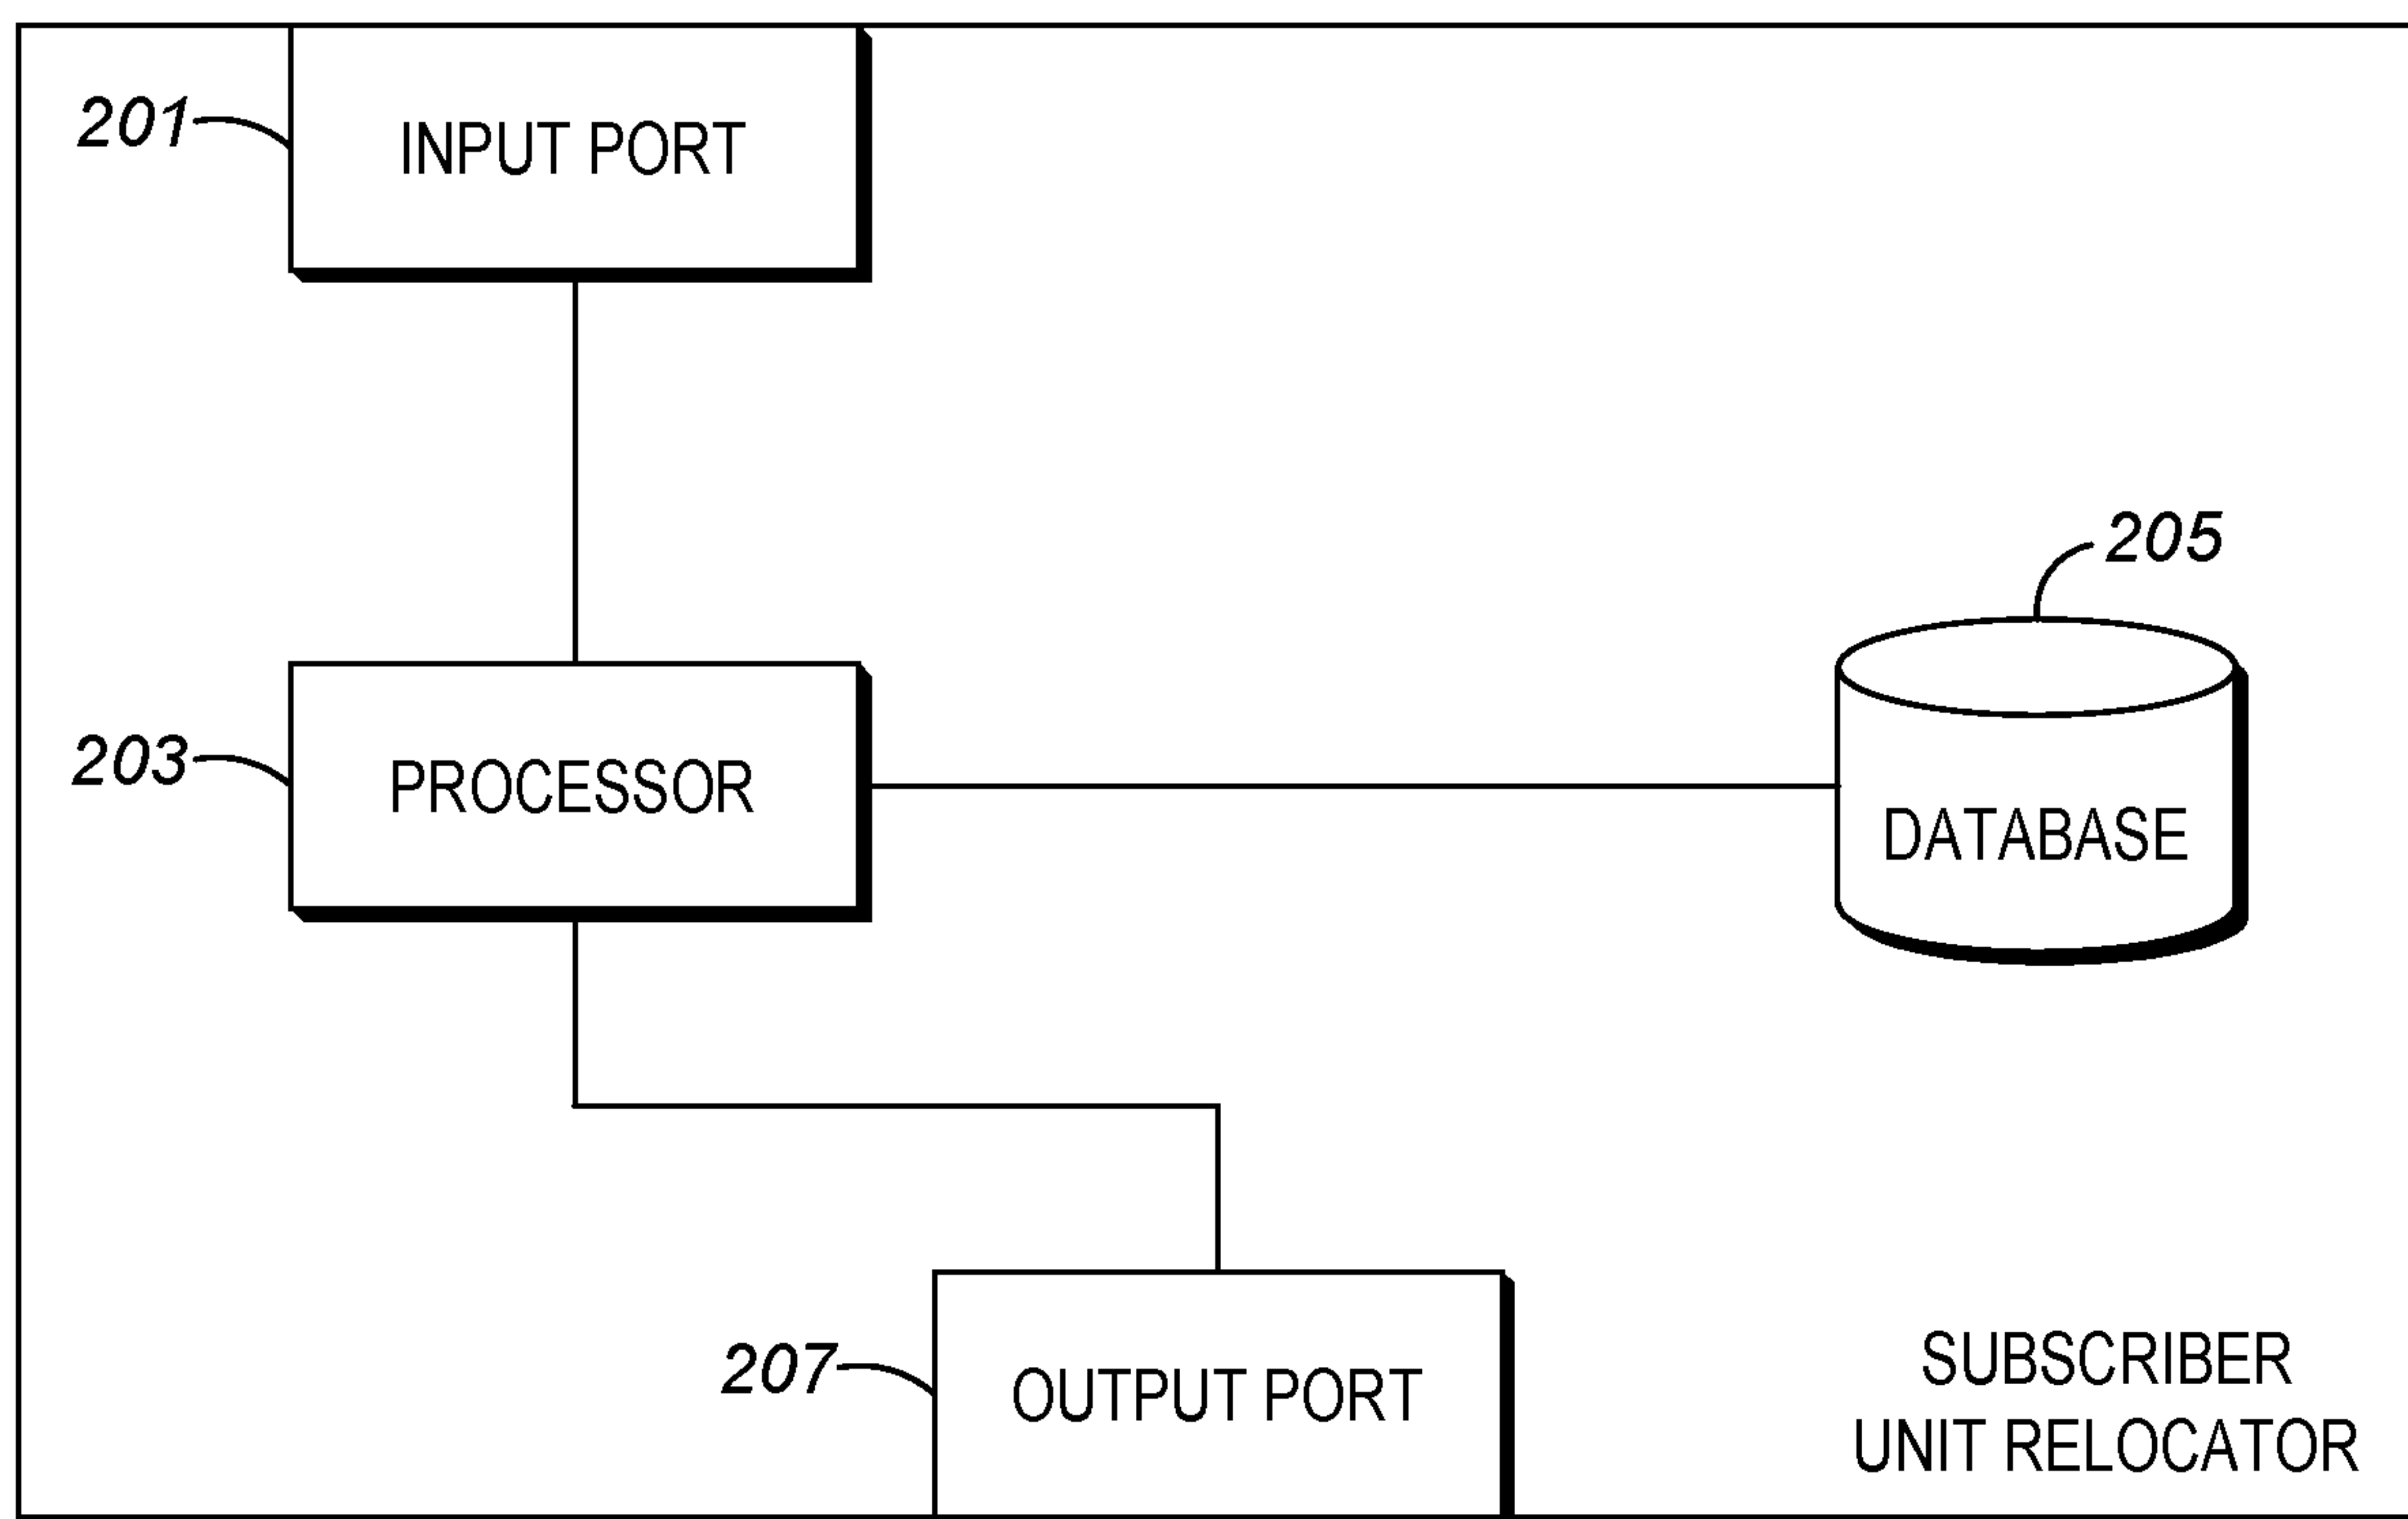 201
INPUT PORT
205
203
PROCESSOR
DATABASE
207
OUTPUT PORT
SUBSCRIBER
UNIT RELOCATOR